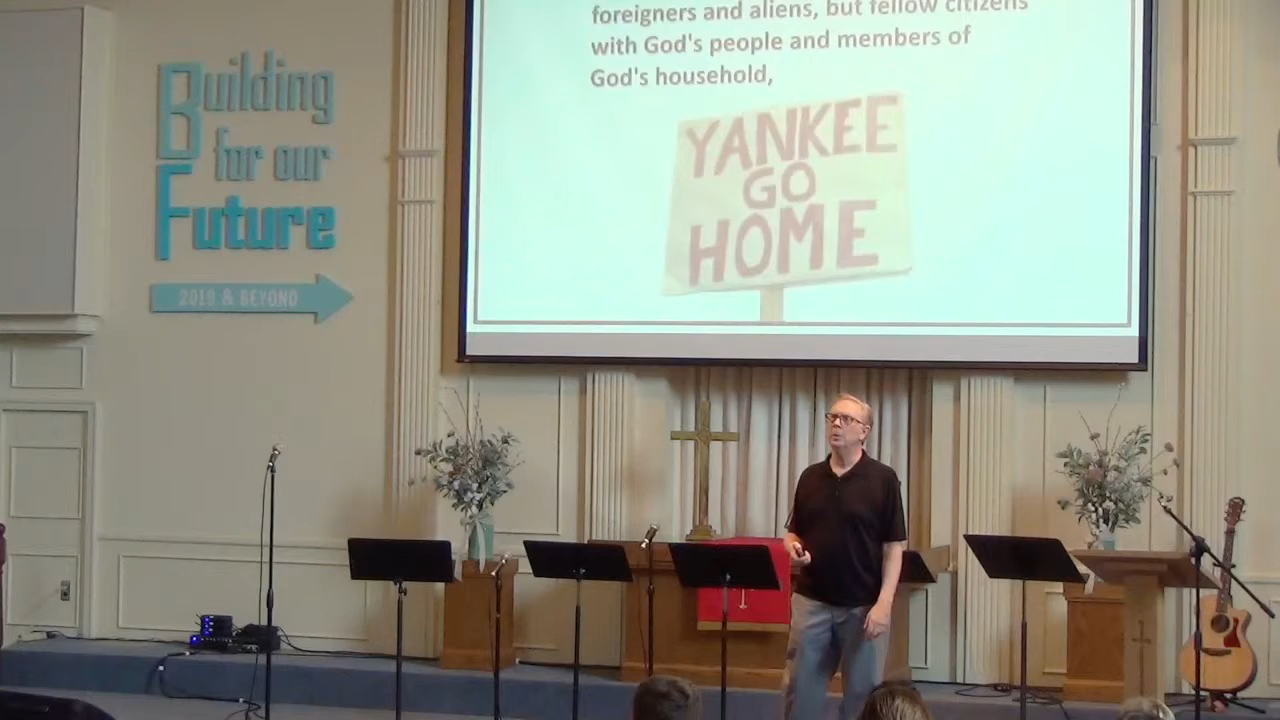 Building
for our
Future
2019 & BEYOND
foreigners and aliens, but fellow citizens
with God's people and members of
God's household,
YANKEE
GO
HOME